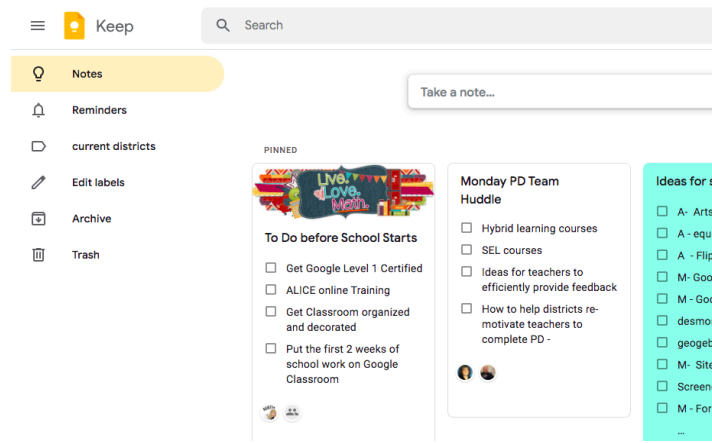 Keep
Search
Notes
Reminders
current districts
Edit labels
Archive
Trash
Take a note...
PINNED
Live.
Love.
Math.
To Do before School Starts
Get Google Level 1 Certified
ALICE online Training
Get Classroom organized
and decorated
Put the first 2 weeks of
school work on Google
Classroom
Monday PD Team
Huddle
Hybrid learning courses
SEL courses
Ideas for teachers to
efficiently provide feedback
How to help districts re-
motivate teachers to
complete PD -
Ideas for s
A- Arts
A - equ
A - Flip
M- Goo
M - Goo
desmo
geogeb
M- Site
Screen
M - For
...